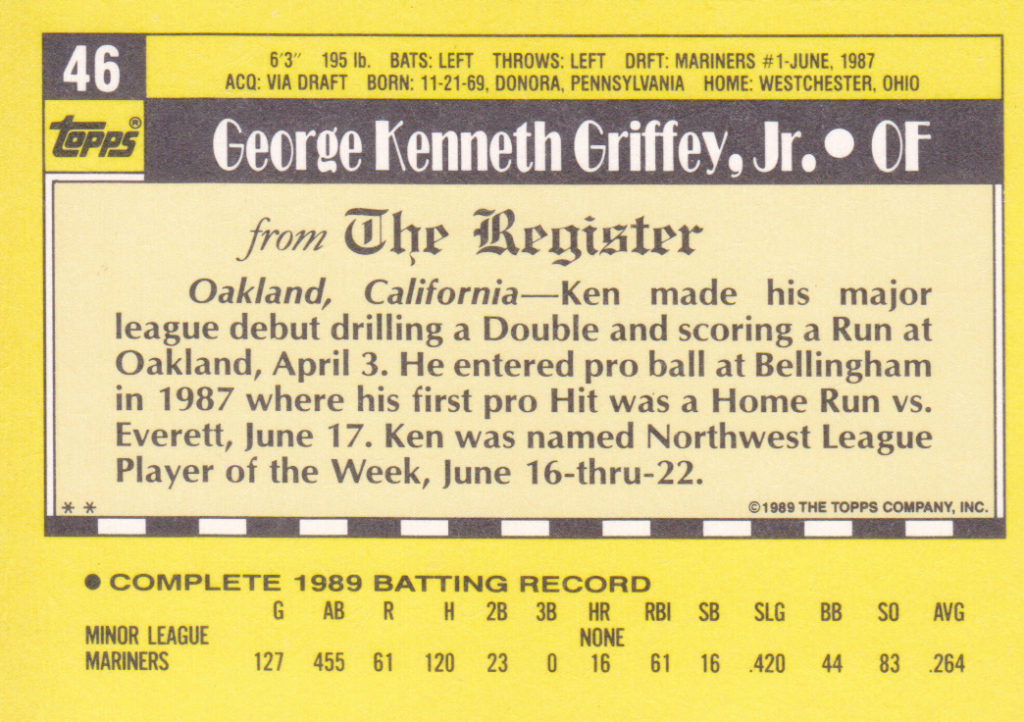 46
6'3" 195 lb. BATS: LEFT THROWS: LEFT DRFT: MARINERS #1-JUNE, 1987
ACQ: VIA DRAFT BORN: 11-21-69, DONORA, PENNSYLVANIA HOME: WESTCHESTER, OHIO
topps®
George Kenneth Griffey, Jr. • OF
from The Register
Oakland, California—Ken made his major
league debut drilling a Double and scoring a Run at
Oakland, April 3. He entered pro ball at Bellingham
in 1987 where his first pro Hit was a Home Run vs.
Everett, June 17. Ken was named Northwest League
Player of the Week, June 16-thru-22.
** ©1989 THE TOPPS COMPANY, INC.
• COMPLETE 1989 BATTING RECORD
G AB R H 2B 3B HR RBI SB SLG BB SO AVG
MINOR LEAGUE NONE
MARINERS 127 455 61 120 23 0 16 61 16 .420 44 83 .264